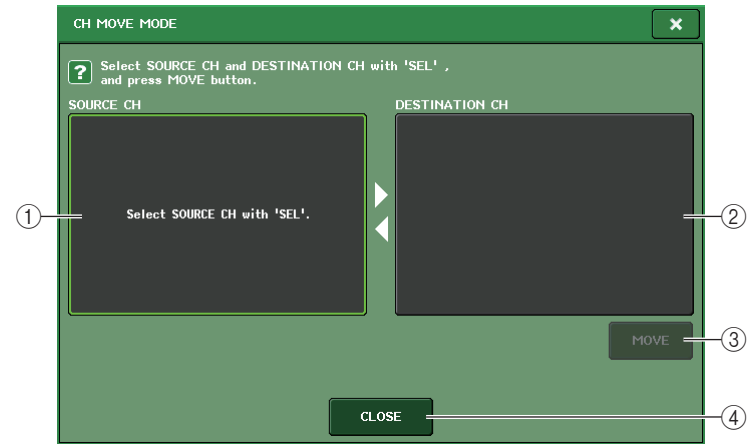 CH MOVE MODE
×
? Select SOURCE CH and DESTINATION CH with 'SEL' ,
and press MOVE button.
SOURCE CH
DESTINATION CH
① Select SOURCE CH with 'SEL'.
②
MOVE ③
CLOSE ④